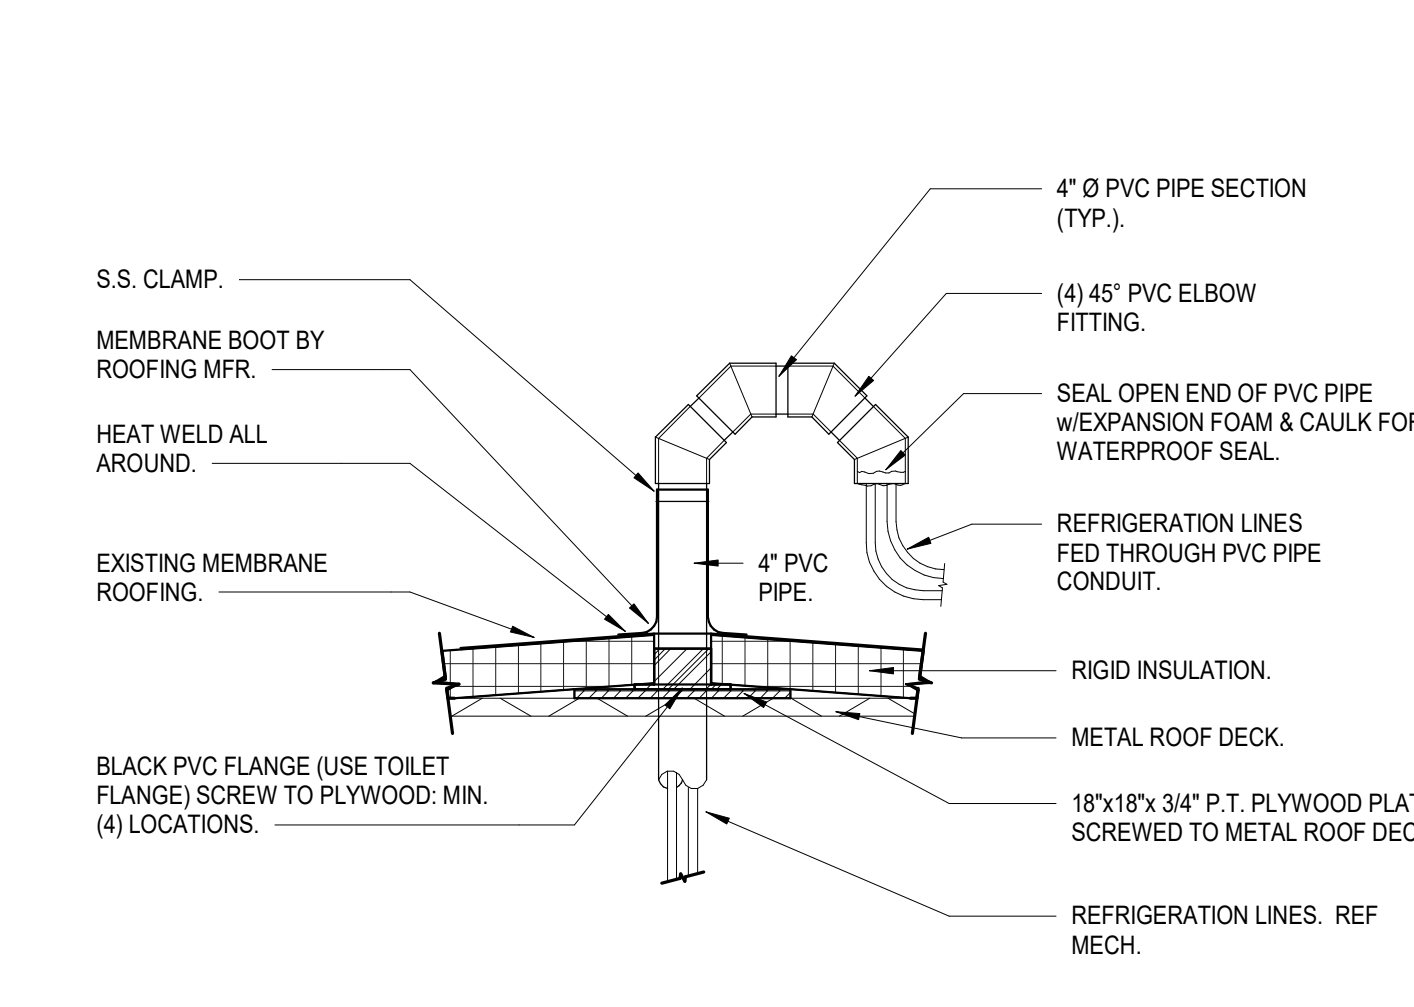 S.S. CLAMP.
MEMBRANE BOOT BY
ROOFING MFR.
HEAT WELD ALL
AROUND.
EXISTING MEMBRANE
ROOFING.
BLACK PVC FLANGE (USE TOILET
FLANGE) SCREW TO PLYWOOD: MIN.
(4) LOCATIONS.
4" PVC
PIPE.
4" Ø PVC PIPE SECTION
(TYP.).
(4) 45° PVC ELBOW
FITTING.
SEAL OPEN END OF PVC PIPE
w/EXPANSION FOAM & CAULK FOR
WATERPROOF SEAL.
REFRIGERATION LINES
FED THROUGH PVC PIPE
CONDUIT.
RIGID INSULATION.
METAL ROOF DECK.
18"x18"x 3/4" P.T. PLYWOOD
SCREWED TO METAL ROOF
REFRIGERATION LINES. REF
MECH.